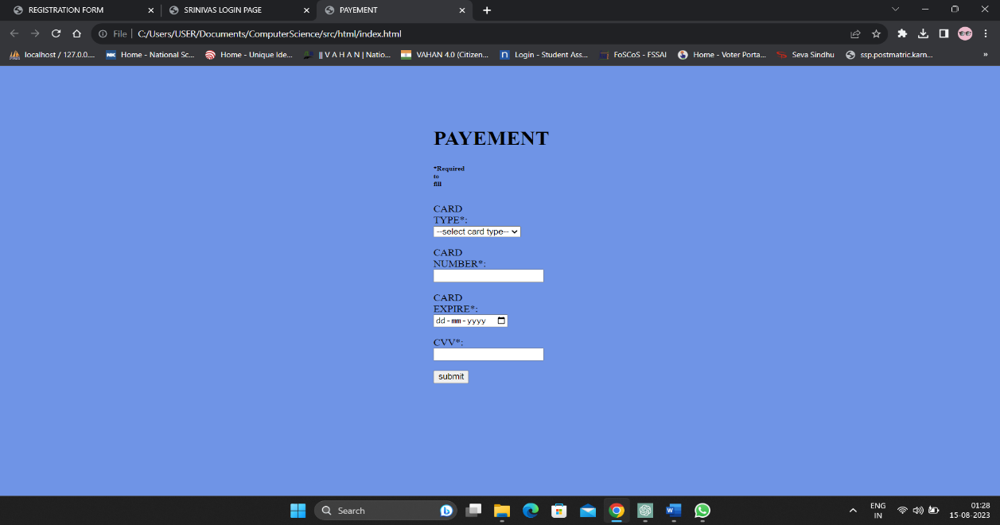 REGISTRATION FORM
SRINIVAS LOGIN PAGE
PAYEMENT
File
C:/Users/USER/Documents/ComputerScience/src/html/index.html
localhost / 127.0.0....
NK
Home - National Sc...
Home - Unique Ide...
|| V A H A N | Natio...
VAHAN 4.0 (Citizen...
n
Login - Student Ass...
FoSCoS - FSSAI
Home - Voter Porta...
Seva Sindhu
ssp.postmatric.karn...
»
PAYEMENT
*Required
to
fill
CARD
TYPE*:
--select card type--
CARD
NUMBER*:
CARD
EXPIRE*:
dd-mm-yyyy
CVV*:
submit
Search
ENG
IN
01:28
15-08-2023